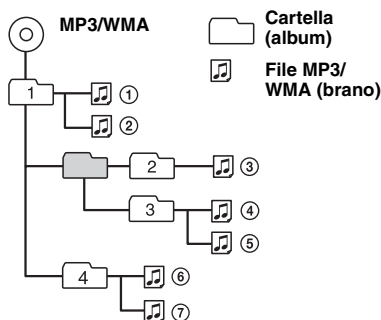 MP3/WMA
Cartella
(album)
File MP3/
WMA (brano)
1
①
②
2
③
3
④
⑤
4
⑥
⑦